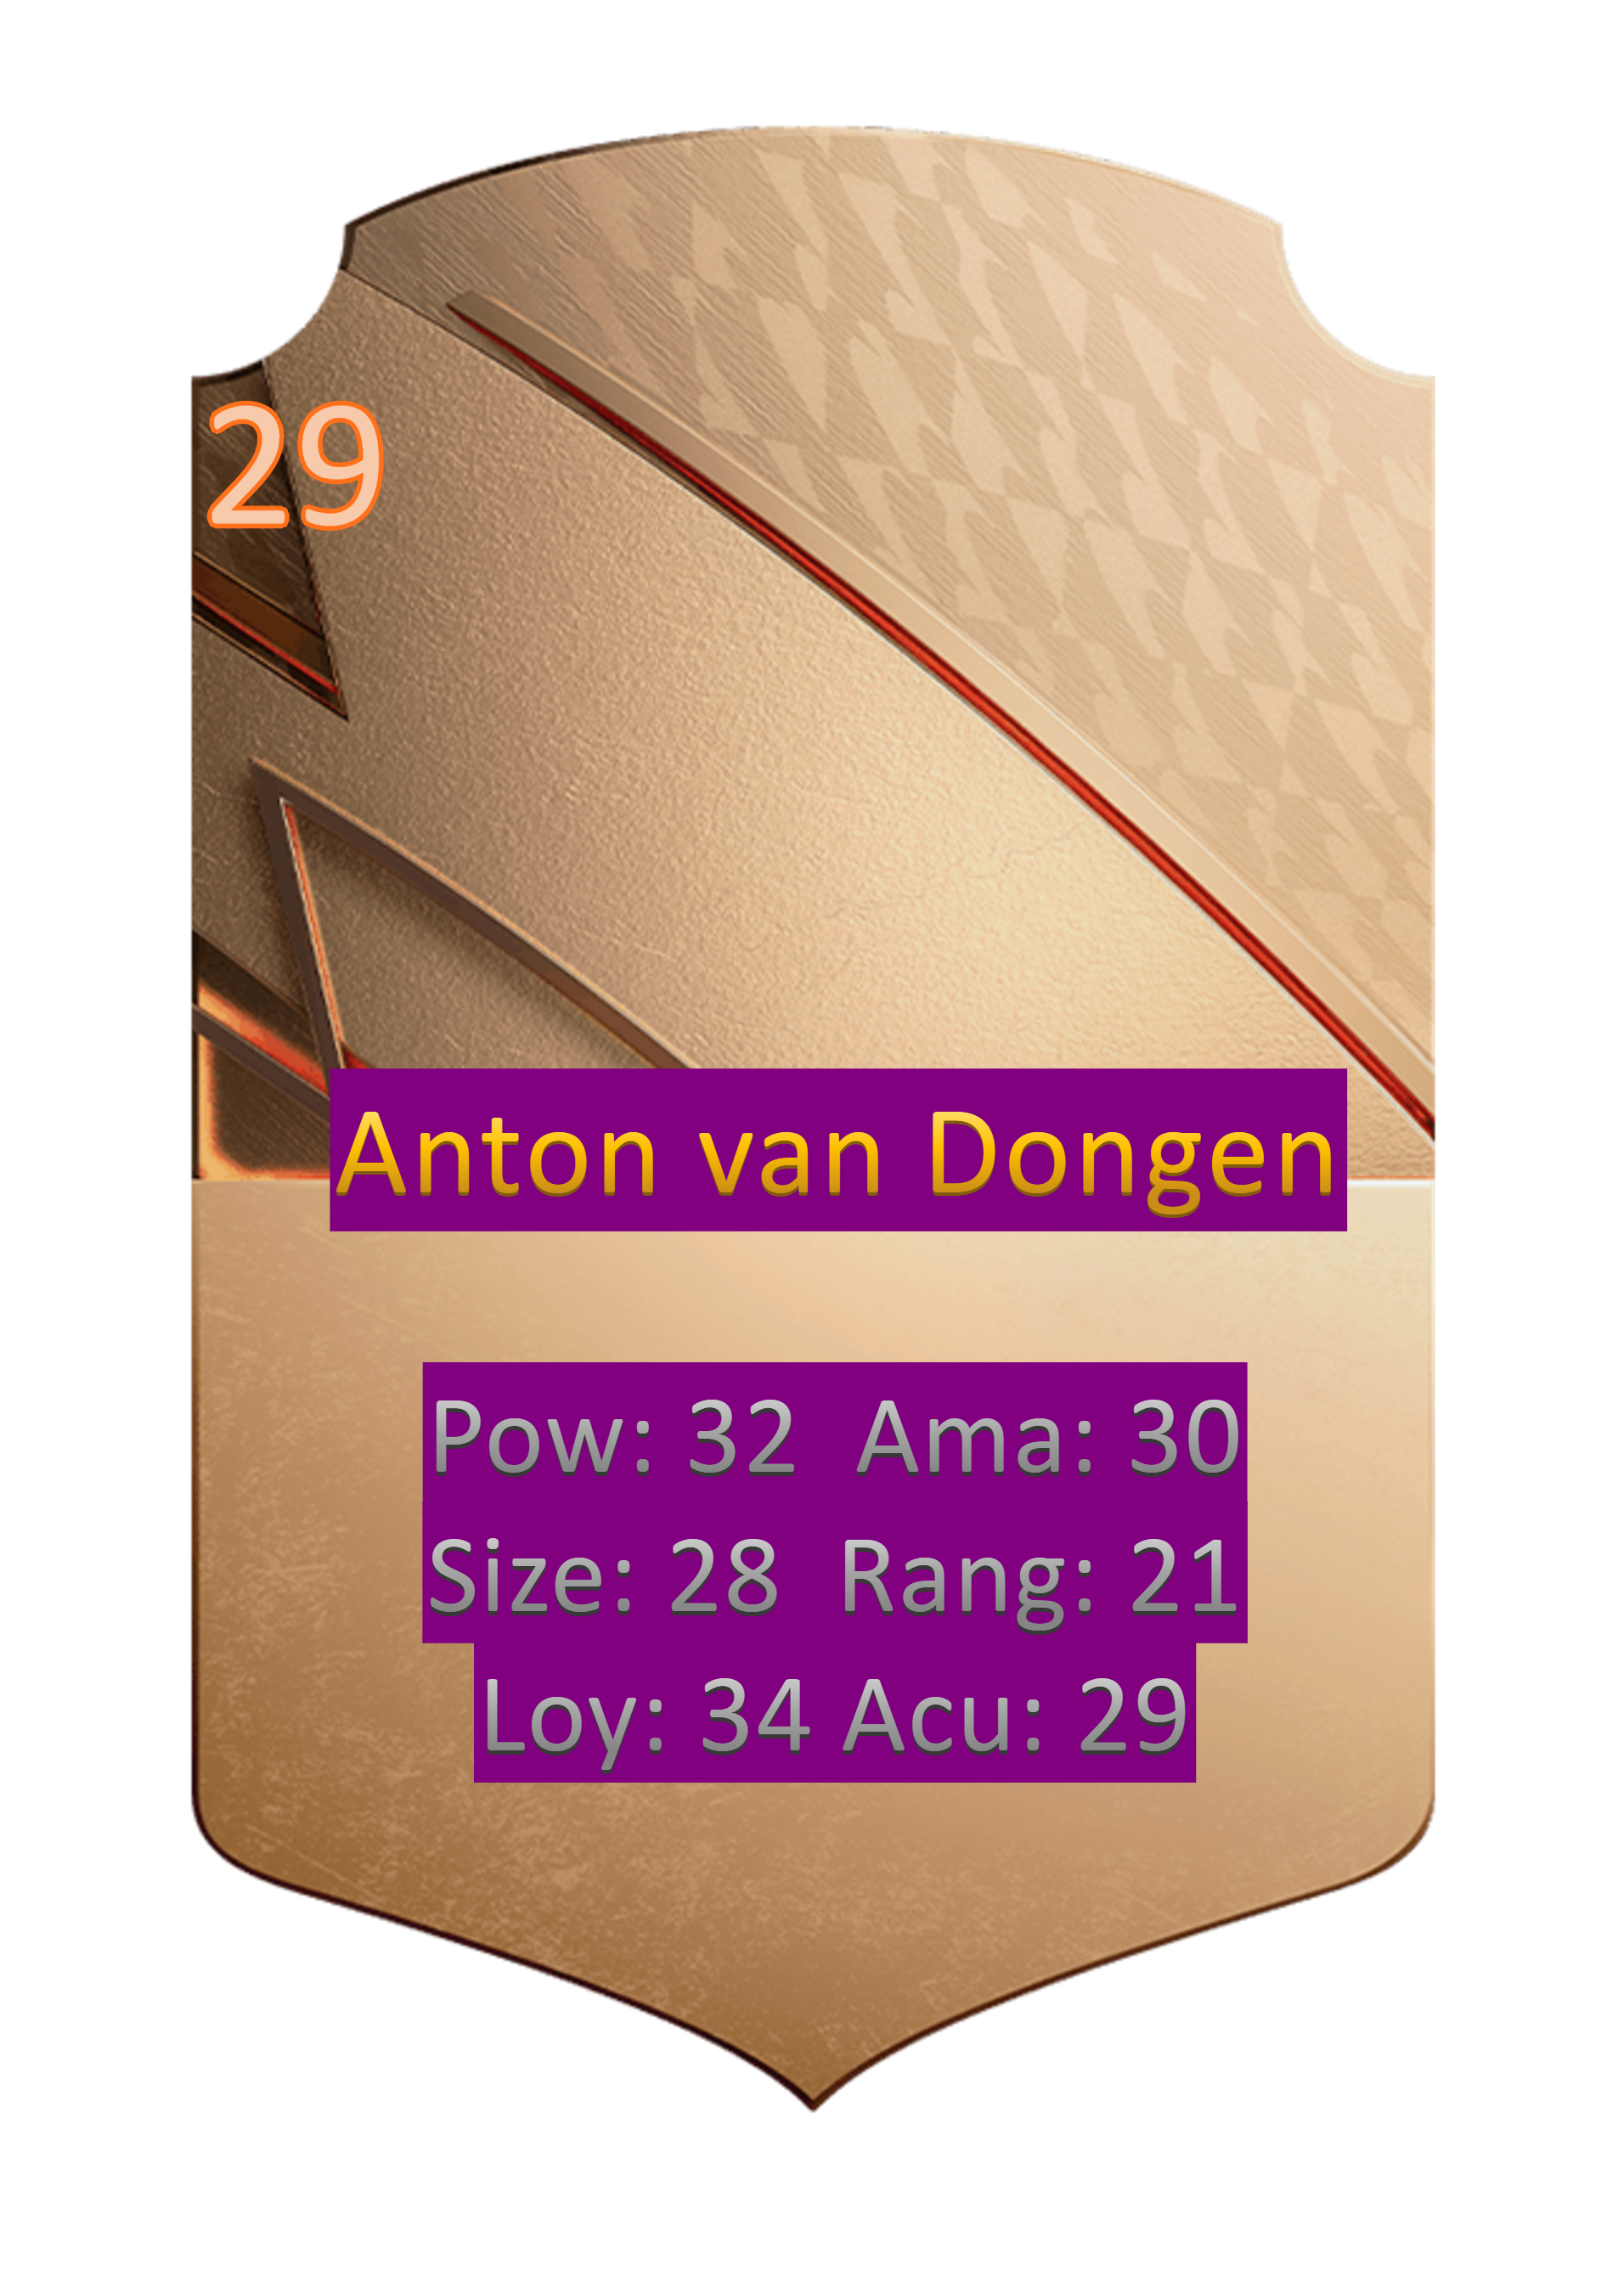 29
Anton van Dongen
Pow: 32 Ama: 30
Size: 28 Rang: 21
Loy: 34 Acu: 29